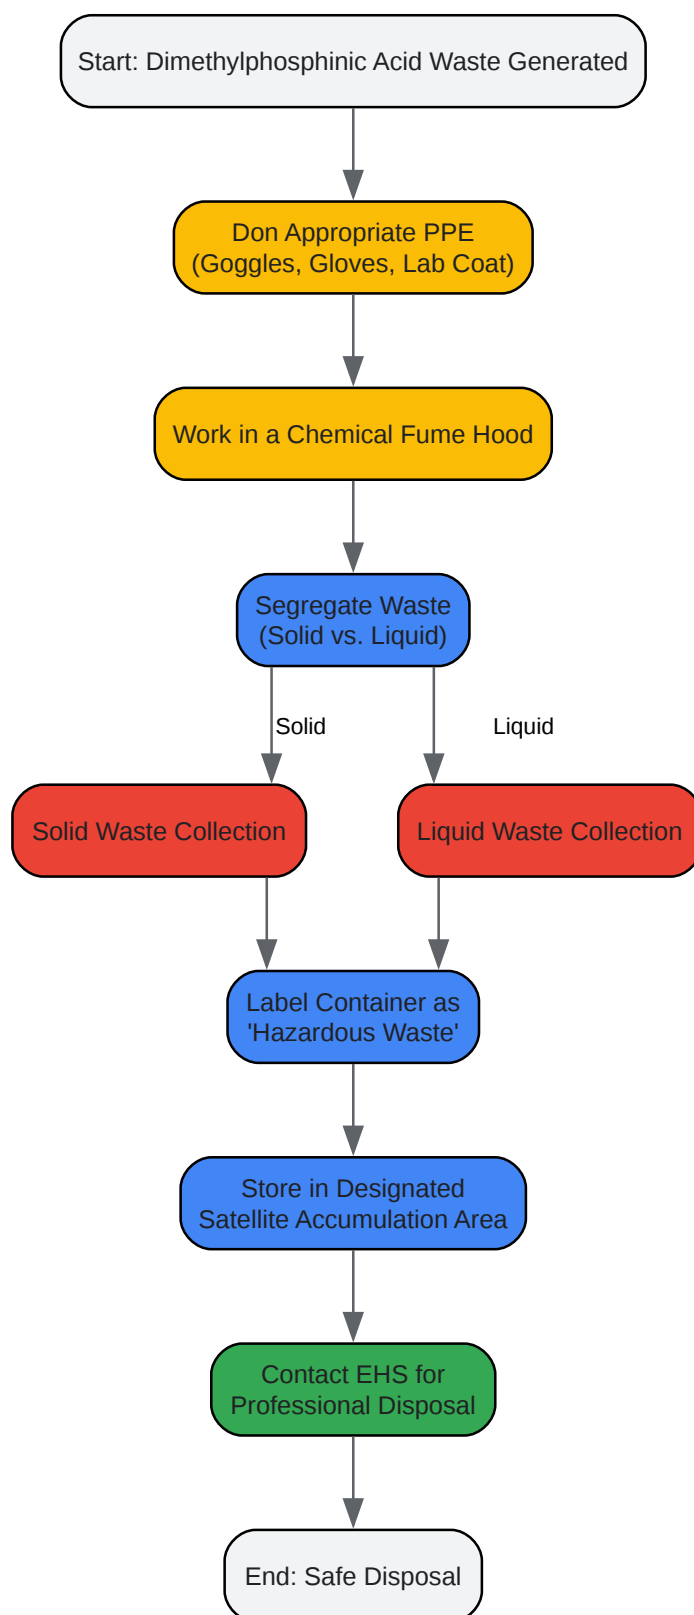 Start: Dimethylphosphinic Acid Waste Generated
Don Appropriate PPE
(Goggles, Gloves, Lab Coat)
Work in a Chemical Fume Hood
Segregate Waste
(Solid vs. Liquid)
Solid
Liquid
Solid Waste Collection
Liquid Waste Collection
Label Container as
'Hazardous Waste'
Store in Designated
Satellite Accumulation Area
Contact EHS for
Professional Disposal
End: Safe Disposal